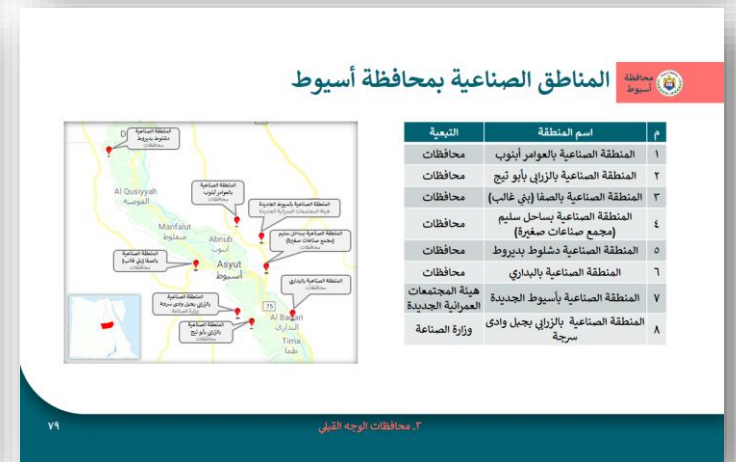 محافظة
أسيوط
المناطق الصناعية بمحافظة أسيوط
م اسم المنطقة التبعية
١ المنطقة الصناعية بالعوامر أبنوب محافظات
٢ المنطقة الصناعية بالزرابي بأبو تيج محافظات
٣ المنطقة الصناعية بالصفا (بني غالب) محافظات
٤ المنطقة الصناعية بساحل سليم
(مجمع صناعات صغيرة) محافظات
٥ المنطقة الصناعية دشلوط بديروط محافظات
٦ المنطقة الصناعية بالبداري محافظات
٧ المنطقة الصناعية بأسيوط الجديدة هيئة المجتمعات
العمرانية الجديدة
٨ المنطقة الصناعية بالزرابي بجبل وادى
سرجة وزارة الصناعة
المنطقة الصناعية
دشلوط بديروط
محافظات
Al Qusiyyah
القوصية
المنطقة الصناعية
بالعوامر أبنوب
محافظات
المنطقة الصناعية بأسيوط الجديدة
هيئة المجتمعات العمرانية الجديدة
Manfalut
منفلوط
Abnub
أبنوب
المنطقة الصناعية بساحل سليم
(مجمع صناعات صغيرة)
محافظات
المنطقة الصناعية
بالصفا (بني غالب)
محافظات
Asyut
أسيوط
المنطقة الصناعية بالبداري
محافظات
المنطقة الصناعية
بالزرابي بجبل وادى سرجة
وزارة الصناعة
75
Al Badari
البداري
المنطقة الصناعية
بالزرابي بأبو تيج
محافظات
Tima
طما
٣. محافظات الوجه القبلي
٧٩